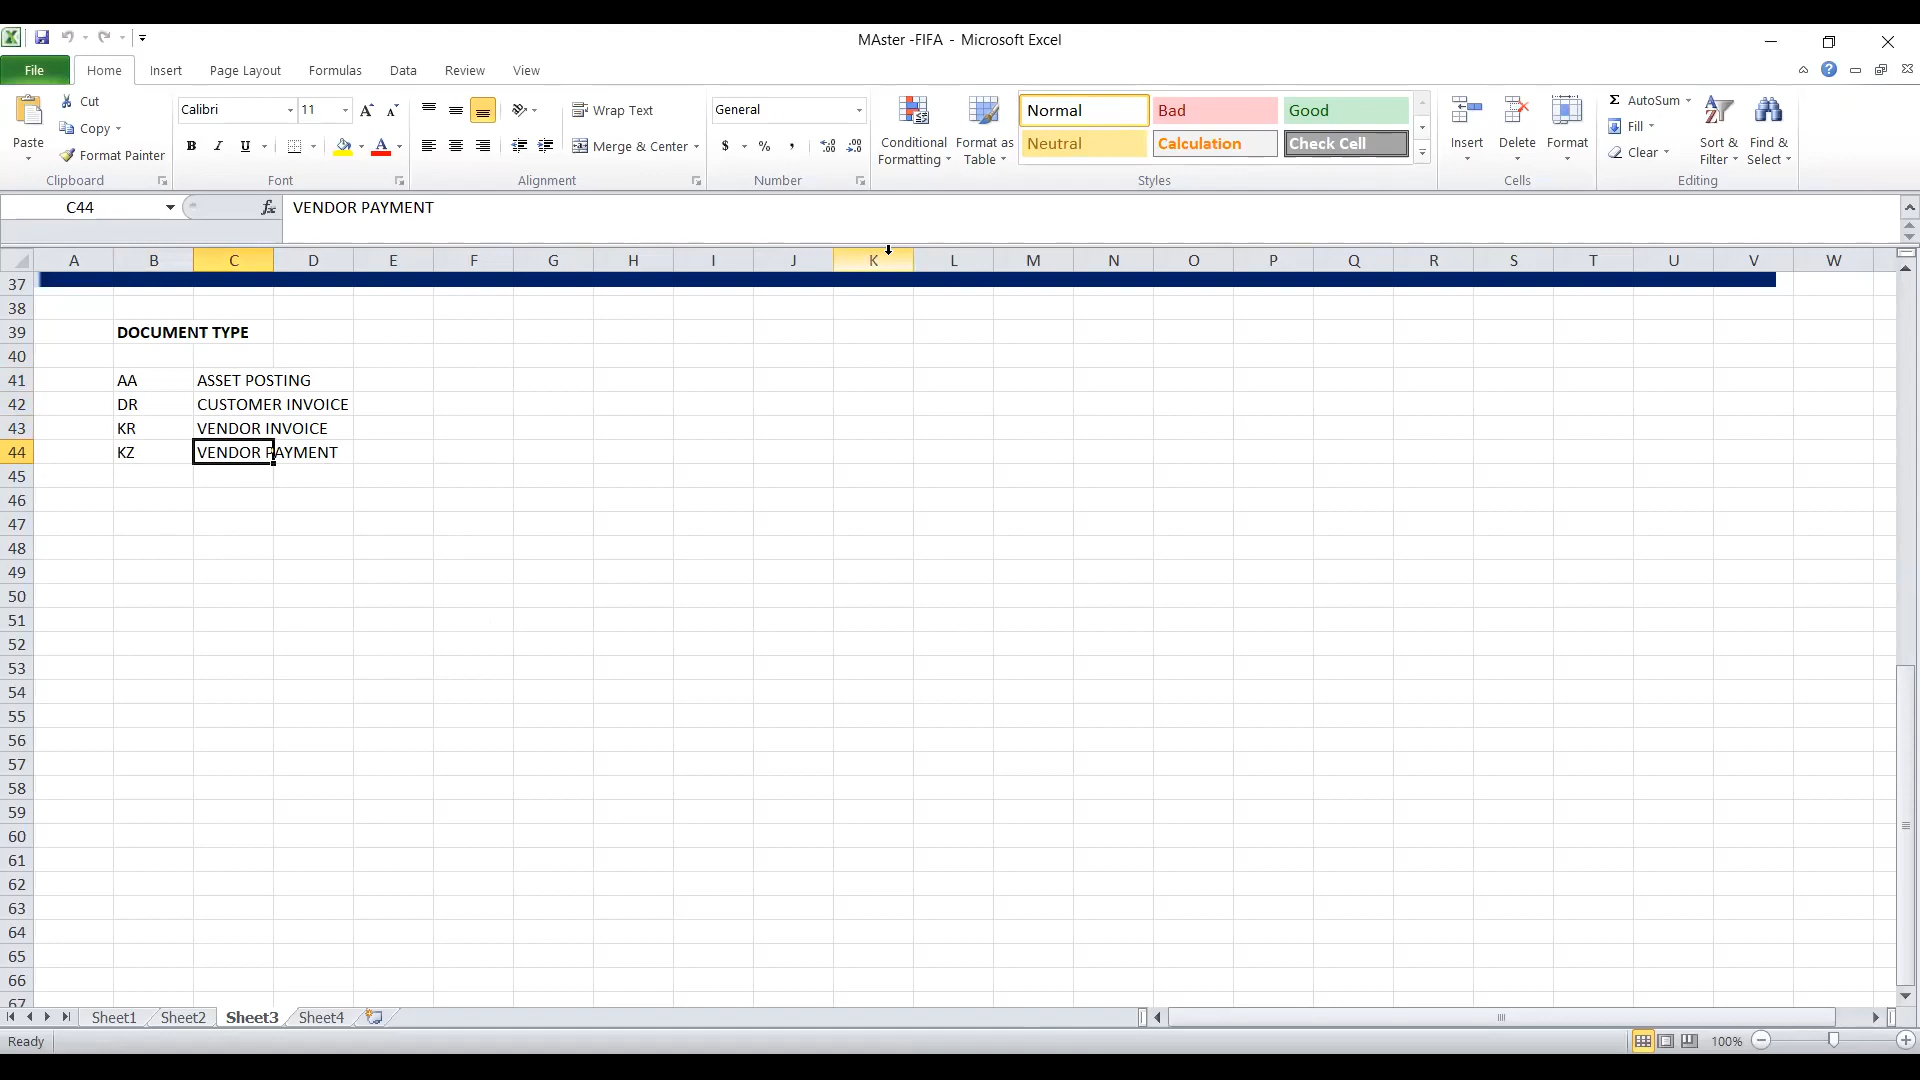 MAster -FIFA - Microsoft Excel
File Home Insert Page Layout Formulas Data Review View
Paste Cut Copy Format Painter Clipboard
Calibri 11 A A B I U A Font
Wrap Text Merge & Center Alignment
General $ % , Number
Conditional Formatting Format as Table Normal Bad Good Neutral Calculation Check Cell Styles
Insert Delete Format Cells
Σ AutoSum Fill Clear Sort & Filter Find & Select Editing
C44 fx VENDOR PAYMENT
A B C D E F G H I J K L M N O P Q R S T U V W
37
38
39 DOCUMENT TYPE
40
41 AA ASSET POSTING
42 DR CUSTOMER INVOICE
43 KR VENDOR INVOICE
44 KZ VENDOR PAYMENT
45
46
47
48
49
50
51
52
53
54
55
56
57
58
59
60
61
62
63
64
65
66
67
Sheet1 Sheet2 Sheet3 Sheet4
Ready 100%